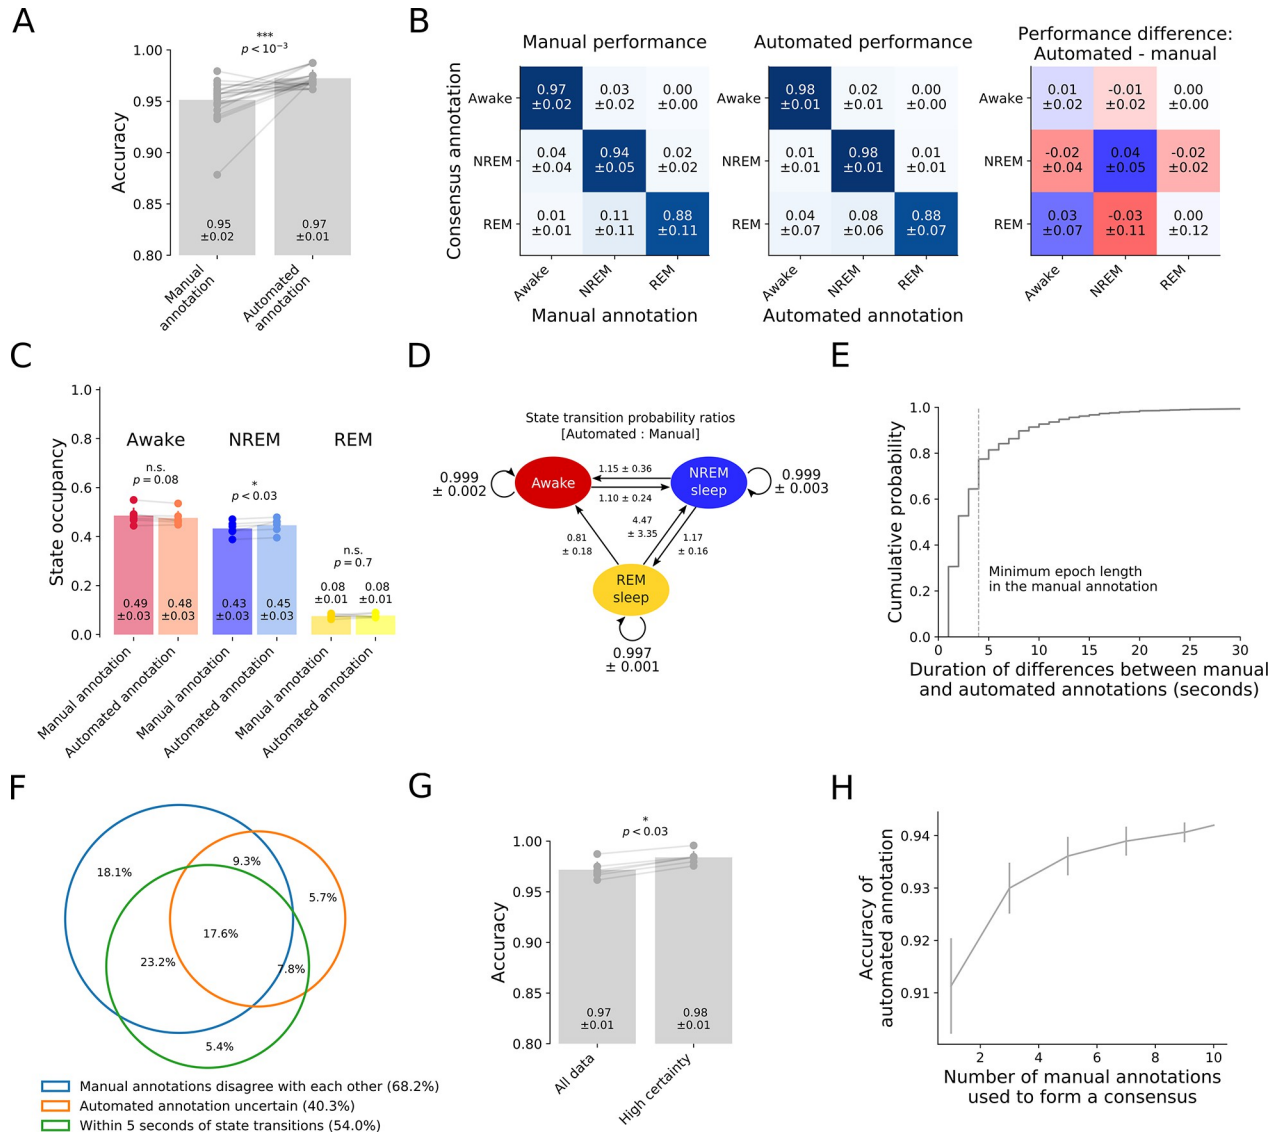 A
***
p < 10−3
1.00
0.95
0.90
0.85
0.80
Accuracy
0.95
±0.02
0.97
±0.01
Manual
annotation
Automated
annotation
B
Manual performance
Automated performance
Performance difference:
Automated - manual
Consensus annotation
Awake
NREM
REM
0.97
±0.02
0.03
±0.02
0.00
±0.00
0.04
±0.04
0.94
±0.05
0.02
±0.02
0.01
±0.01
0.11
±0.11
0.88
±0.11
Awake
NREM
REM
Manual annotation
Awake
NREM
REM
0.98
±0.01
0.02
±0.01
0.00
±0.00
0.01
±0.01
0.98
±0.01
0.01
±0.01
0.04
±0.07
0.08
±0.06
0.88
±0.07
Awake
NREM
REM
Automated annotation
Awake
NREM
REM
0.01
±0.02
-0.01
±0.02
0.00
±0.00
-0.02
±0.04
0.04
±0.05
-0.02
±0.02
0.03
±0.07
-0.03
±0.11
0.00
±0.12
Awake
NREM
REM
C
1.0
0.8
0.6
0.4
0.2
0.0
State occupancy
Awake
NREM
REM
n.s.
p = 0.08
*
p < 0.03
n.s.
p = 0.7
0.49
±0.03
0.48
±0.03
0.43
±0.03
0.45
±0.03
0.08
±0.01
0.08
±0.01
Manual annotation
Automated annotation
Manual annotation
Automated annotation
Manual annotation
Automated annotation
D
State transition probability ratios
[Automated : Manual]
0.999
± 0.002
Awake
1.15 ± 0.36
1.10 ± 0.24
NREM
sleep
0.999
± 0.003
0.81
± 0.18
4.47
± 3.35
1.17
± 0.16
REM
sleep
0.997
± 0.001
E
1.0
0.8
0.6
0.4
0.2
0.0
Cumulative probability
Minimum epoch length
in the manual annotation
0
5
10
15
20
25
30
Duration of differences between manual
and automated annotations (seconds)
F
18.1%
9.3%
5.7%
17.6%
23.2%
7.8%
5.4%
Manual annotations disagree with each other (68.2%)
Automated annotation uncertain (40.3%)
Within 5 seconds of state transitions (54.0%)
G
*
p < 0.03
1.00
0.95
0.90
0.85
0.80
Accuracy
0.97
±0.01
0.98
±0.01
All data
High certainty
H
0.94
0.93
0.92
0.91
Accuracy of
automated annotation
2
4
6
8
10
Number of manual annotations
used to form a consensus